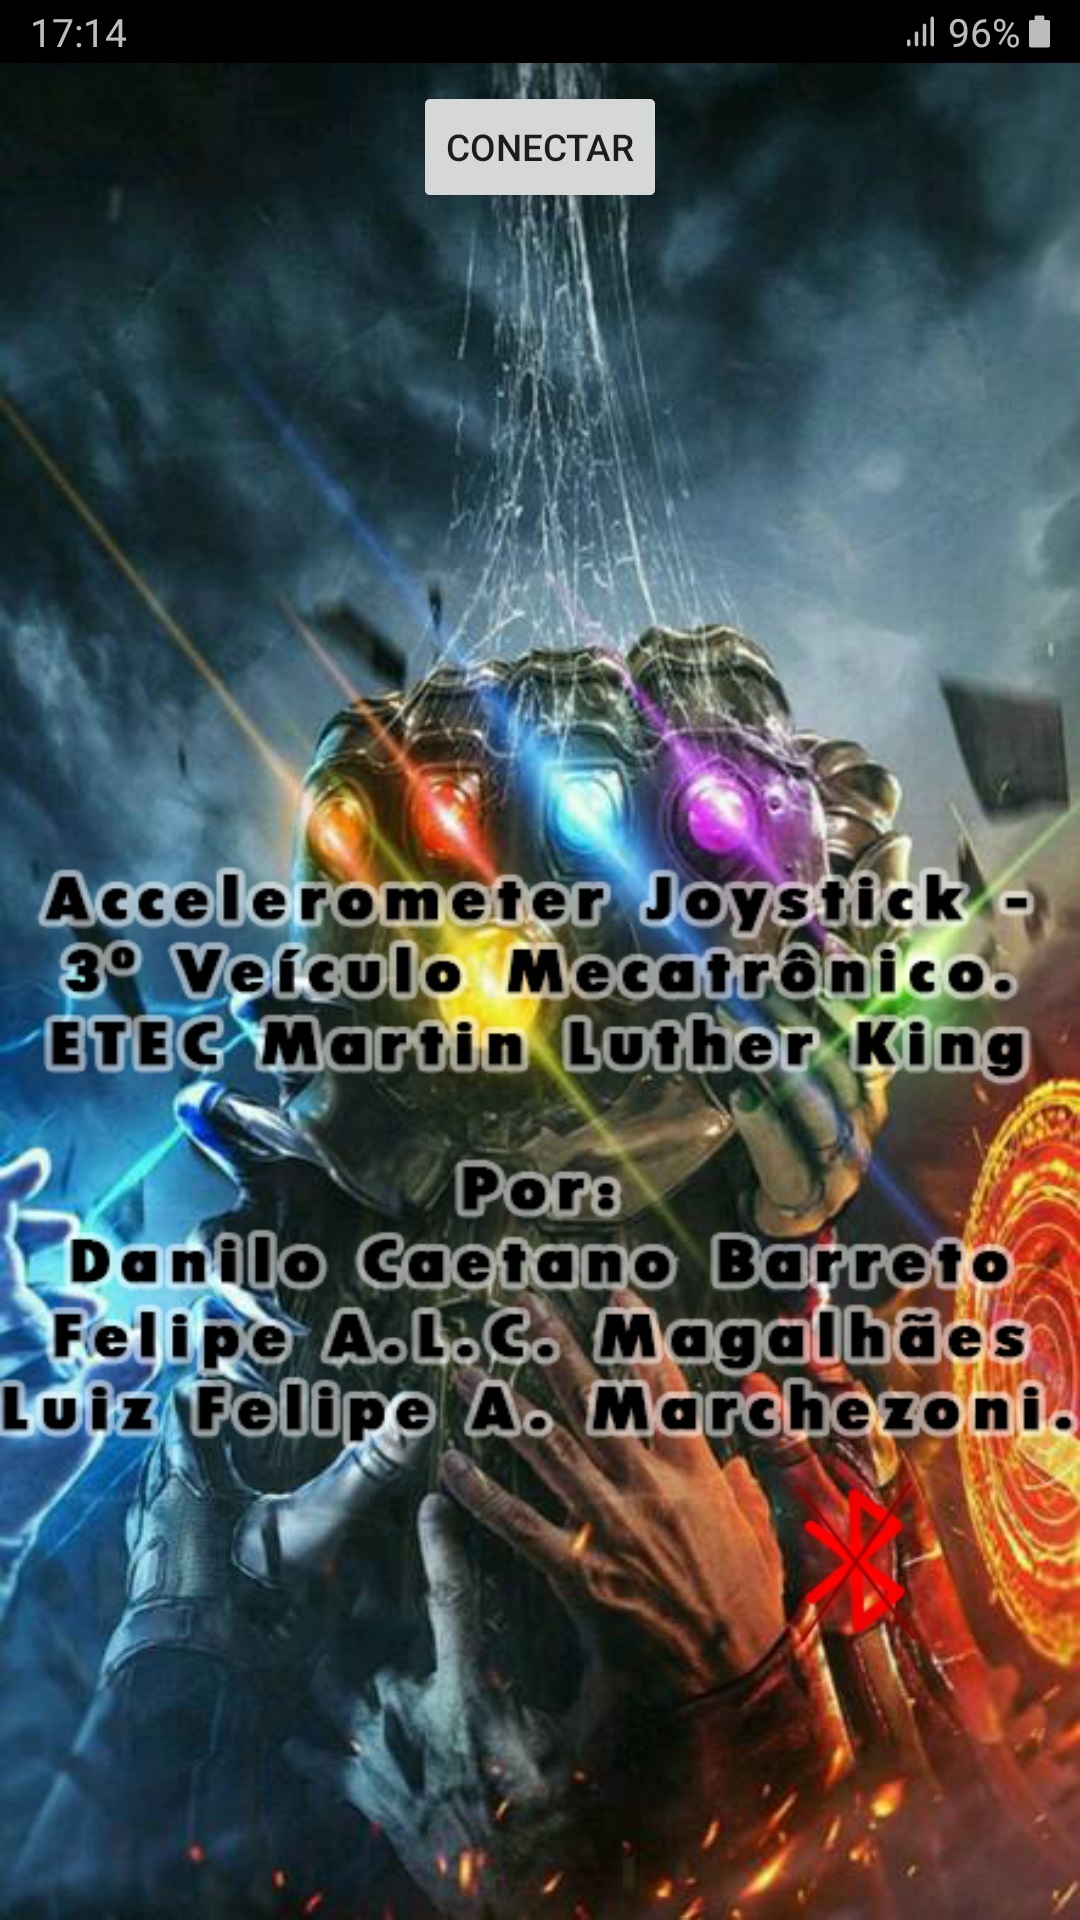 17:14 96%
CONECTAR
Accelerometer Joystick -
3º Veículo Mecatrônico.
ETEC Martin Luther King
Por:
Danilo Caetano Barreto
Felipe A.L.C. Magalhães
Luiz Felipe A. Marchezoni.